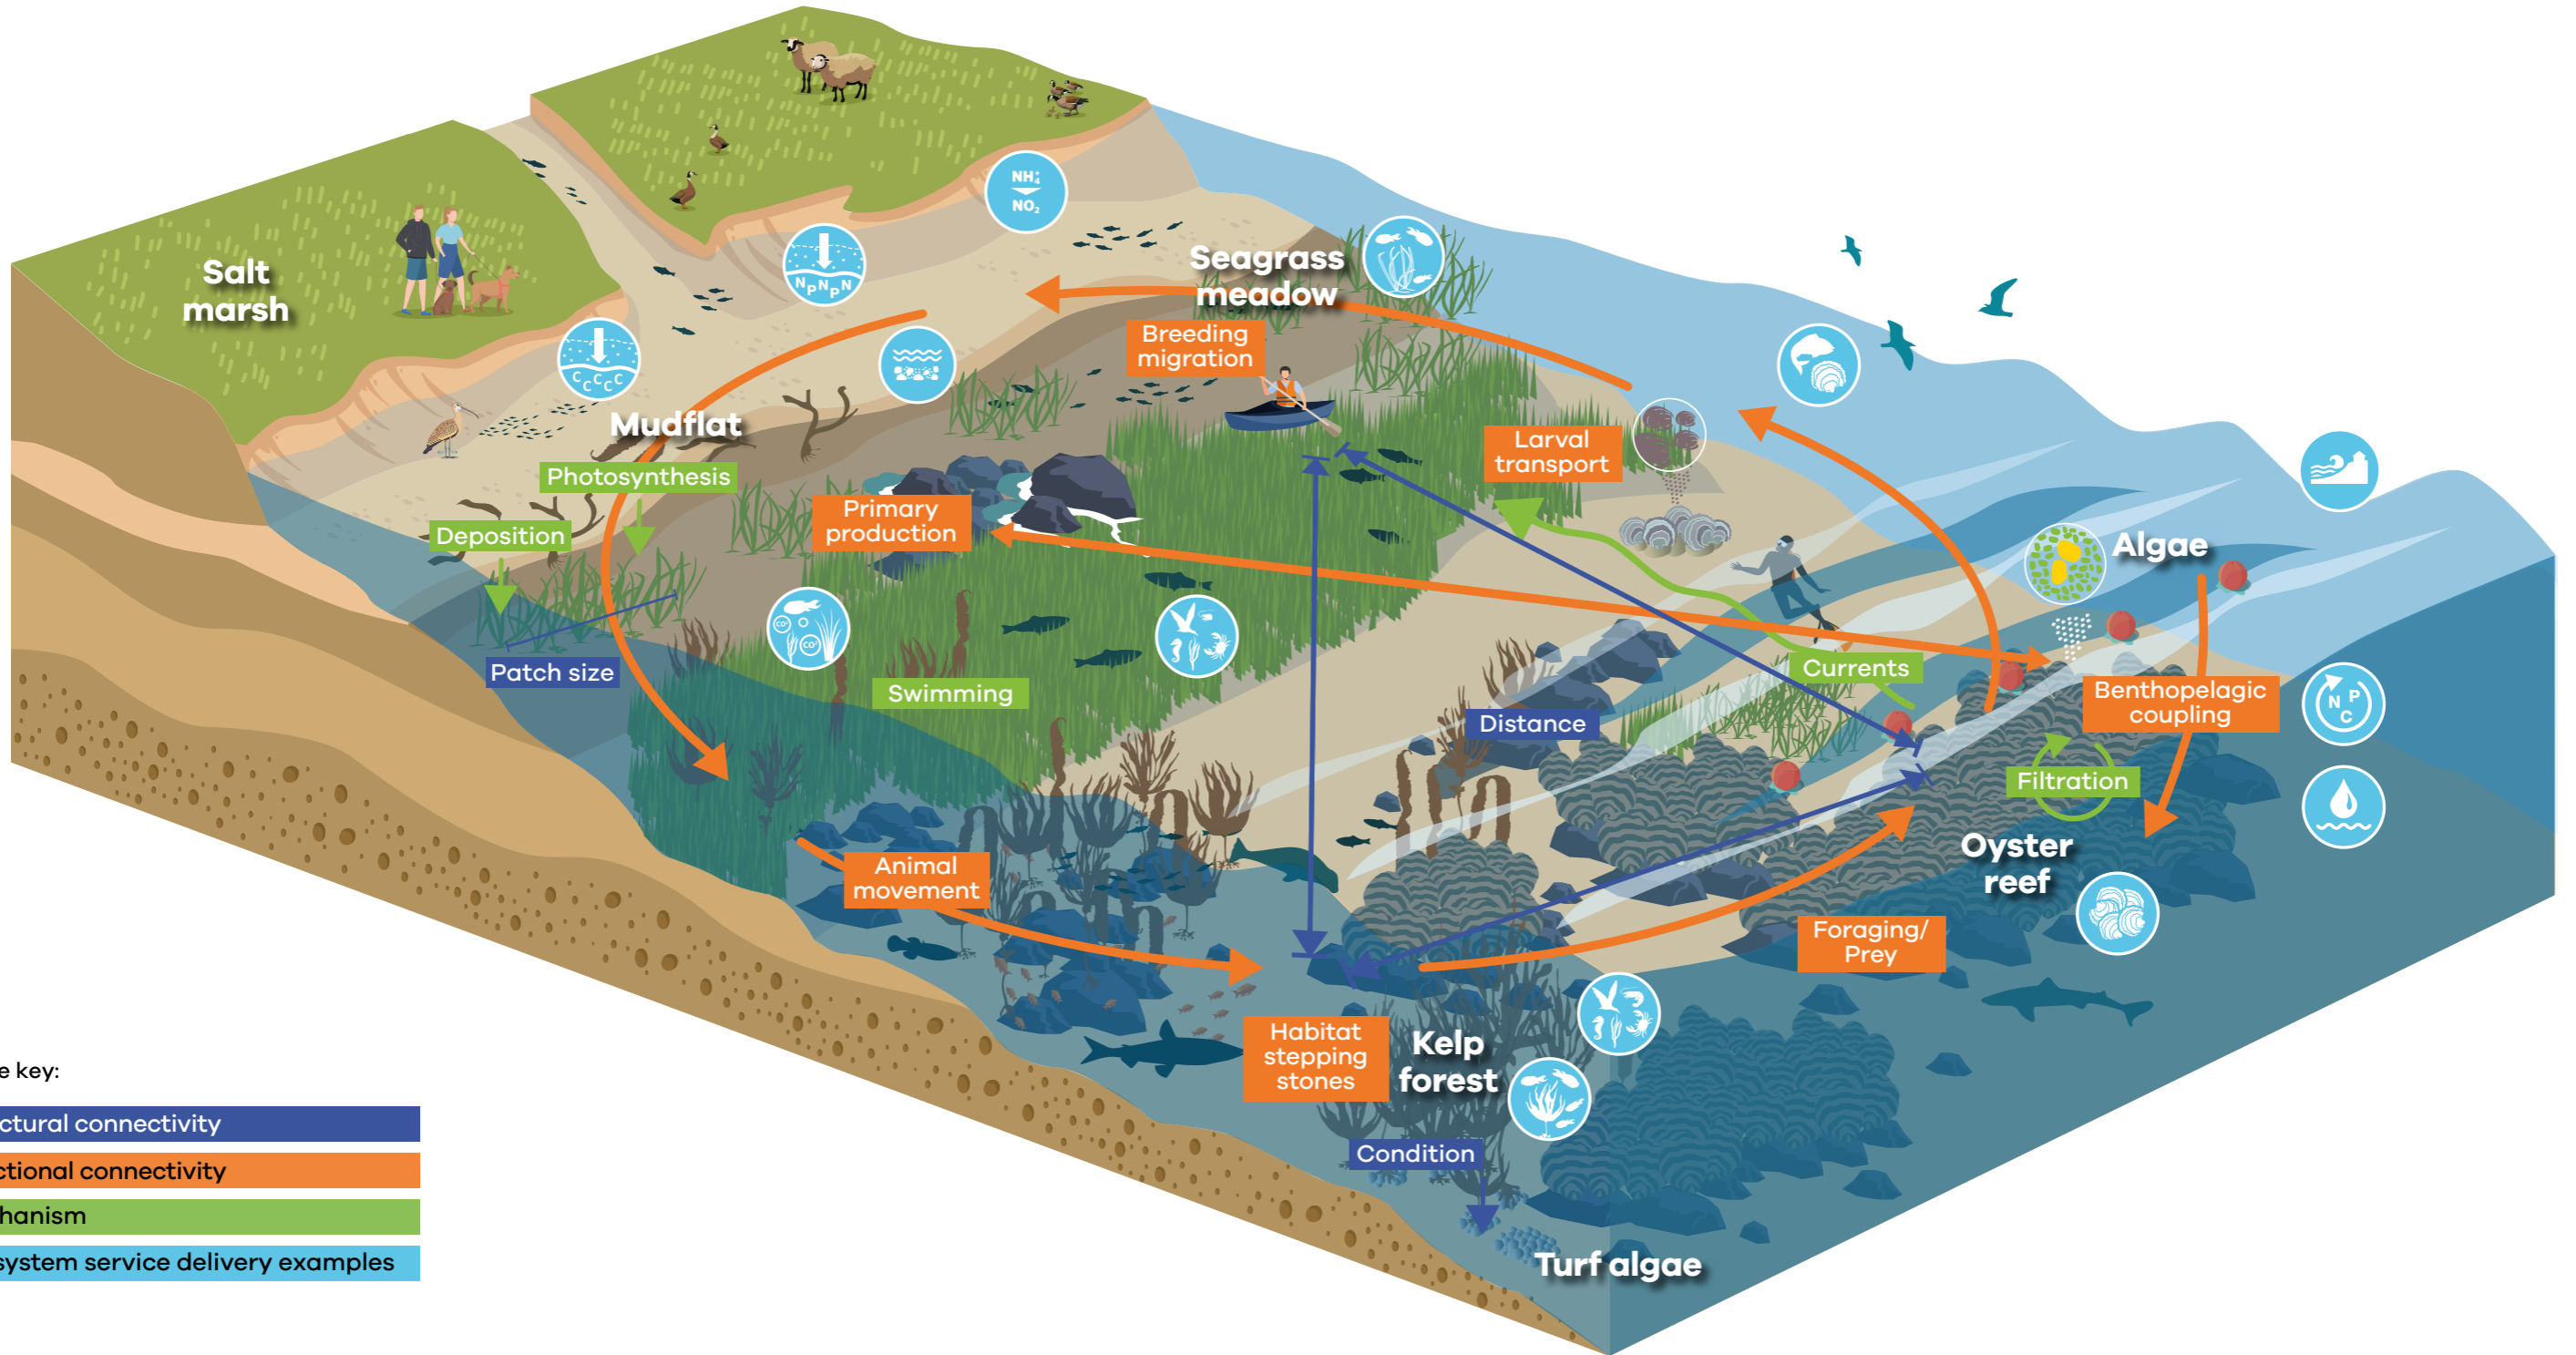 NH₄⁺
NO₂
N P N P N
Salt
marsh
Seagrass
meadow
Breeding
migration
C C C C C
Mudflat
Photosynthesis
Larval
transport
Primary
production
Deposition
Algae
CO²
CO²
Patch size
Swimming
Currents
Benthopelagic
coupling
N P
C
Distance
Filtration
Oyster
reef
Animal
movement
Foraging/
Prey
Habitat
stepping
stones
Kelp
forest
Condition
Turf algae
e key:
ctural connectivity
ctional connectivity
hanism
system service delivery examples